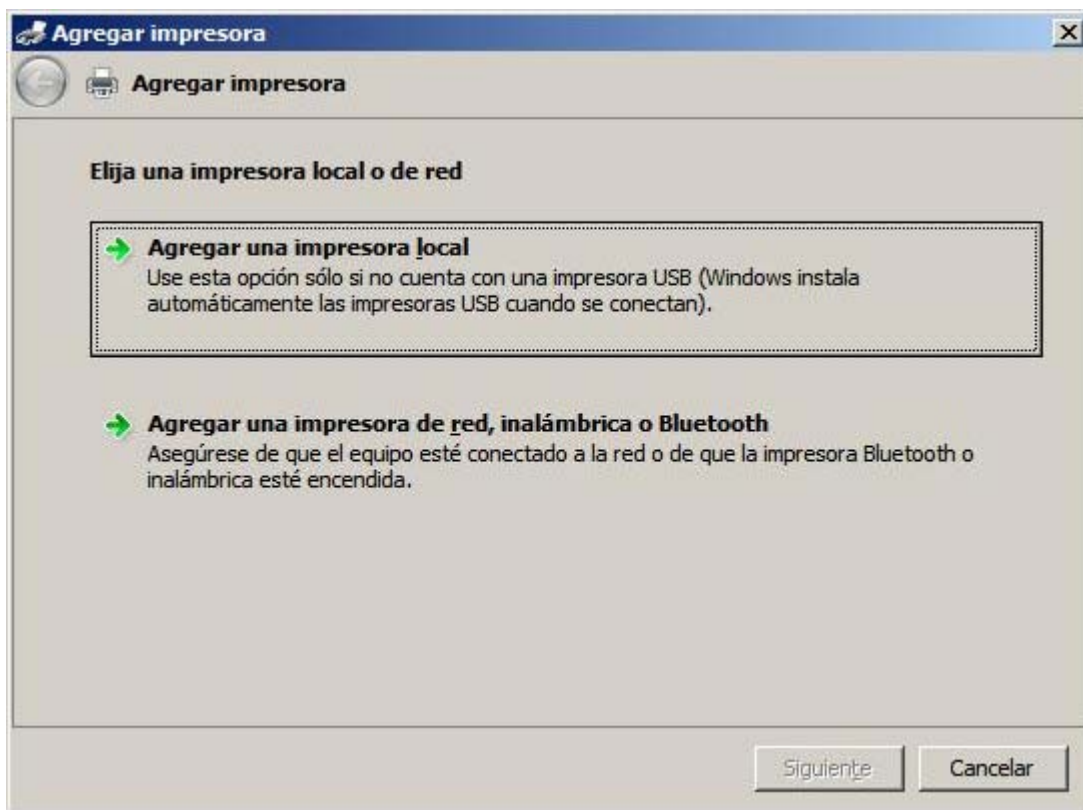 Agregar impresora
Agregar impresora
Elija una impresora local o de red
Agregar una impresora local
Use esta opción sólo si no cuenta con una impresora USB (Windows instala
automáticamente las impresoras USB cuando se conectan).
Agregar una impresora de red, inalámbrica o Bluetooth
Asegúrese de que el equipo esté conectado a la red o de que la impresora Bluetooth o
inalámbrica esté encendida.
Siguiente
Cancelar